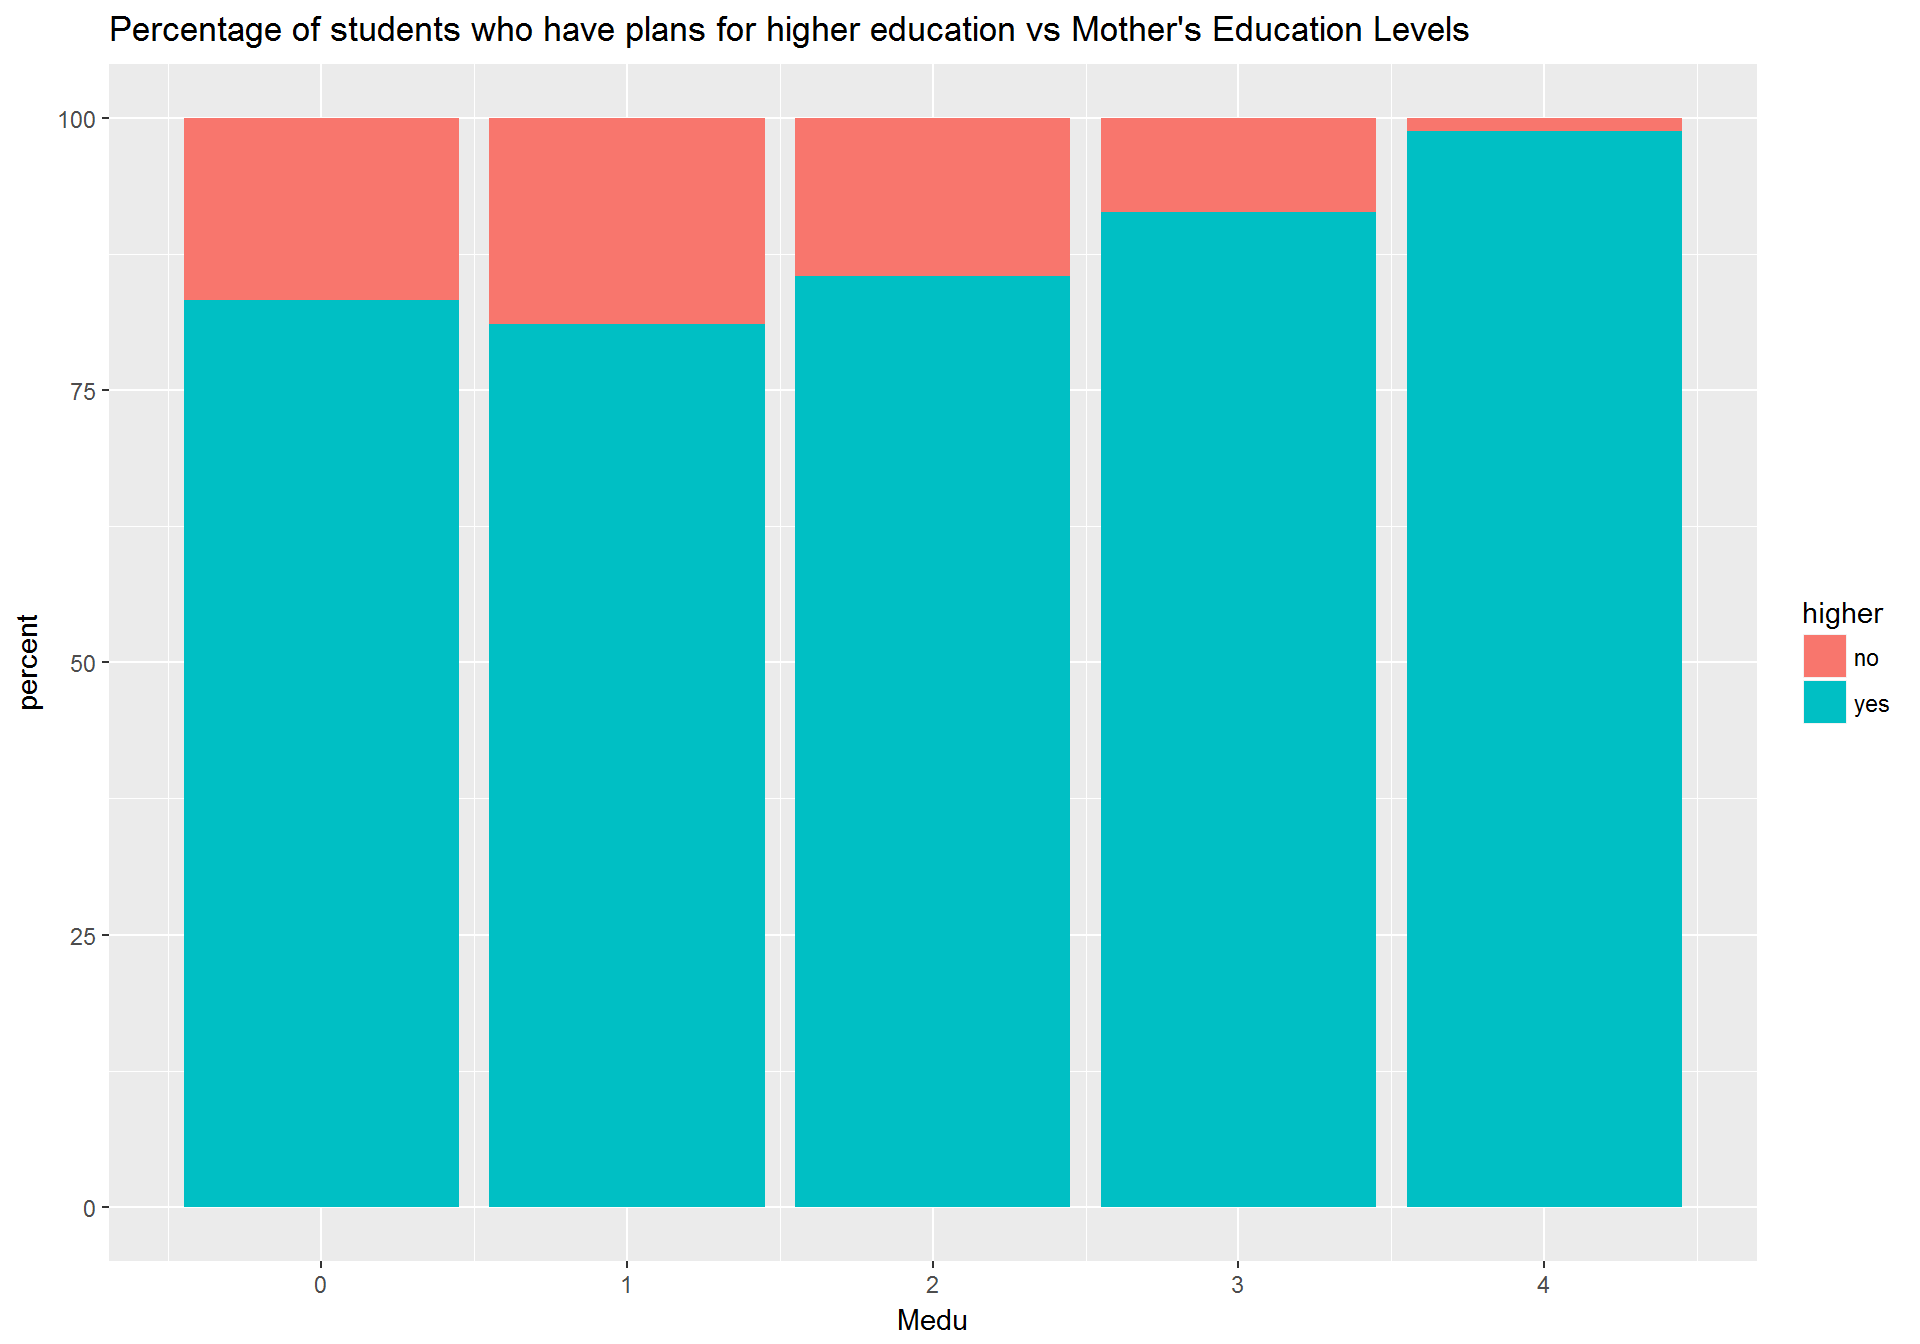 Percentage of students who have plans for higher education vs Mother's Education Levels
100
75
50
25
0
percent
0 1 2 3 4
Medu
higher
no
yes